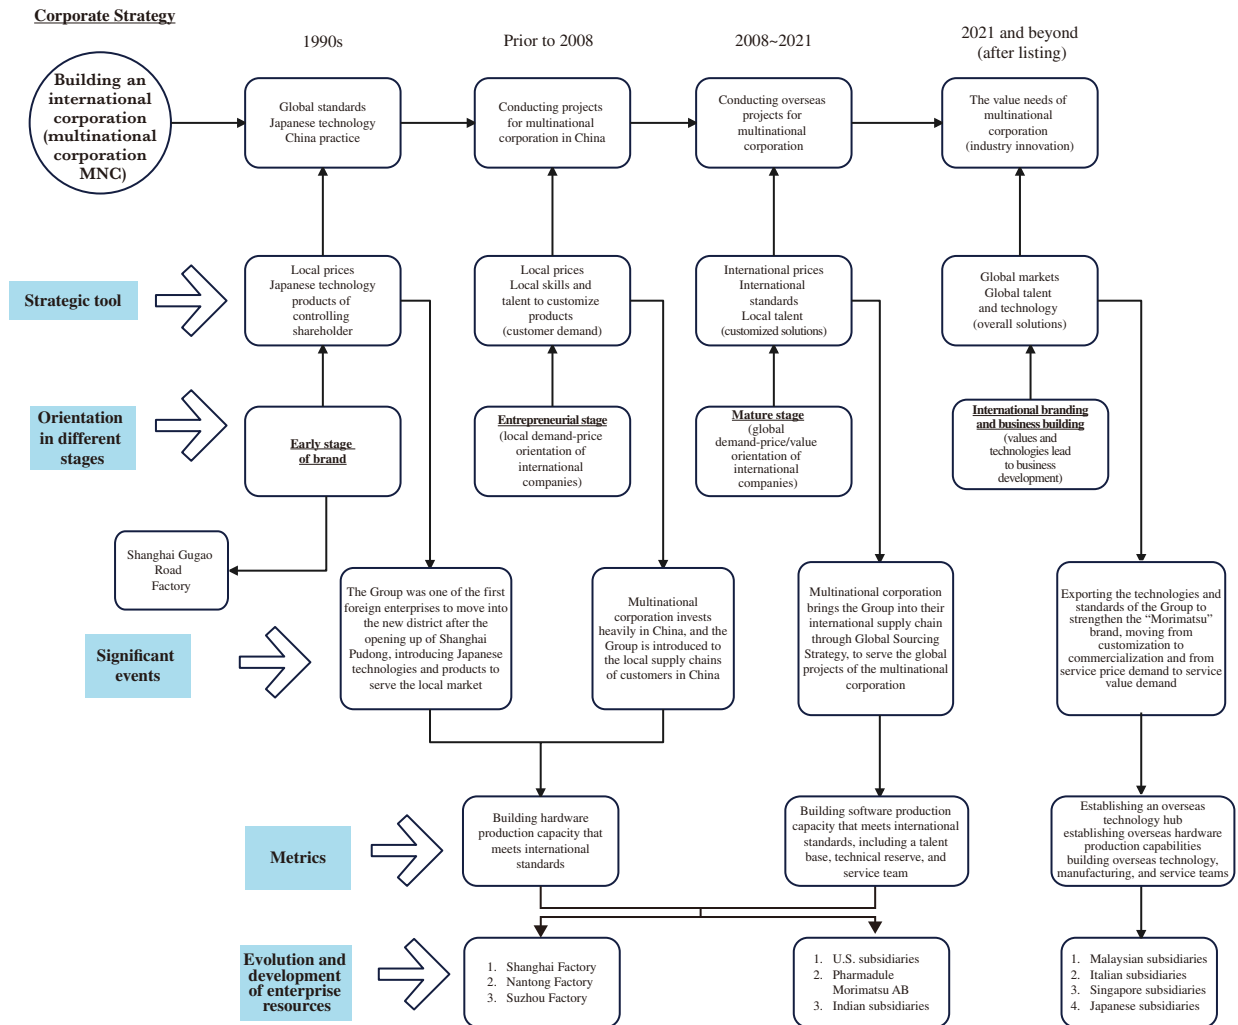 Corporate Strategy
1990s
Prior to 2008
2008~2021
2021 and beyond
(after listing)
Building an
international
corporation
(multinational
corporation
MNC)
Global standards
Japanese technology
China practice
Conducting projects
for multinational
corporation in China
Conducting overseas
projects for
multinational
corporation
The value needs of
multinational
corporation
(industry innovation)
Strategic tool
Local prices
Japanese technology
products of
controlling
shareholder
Local prices
Local skills and
talent to customize
products
(customer demand)
International prices
International
standards
Local talent
(customized solutions)
Global markets
Global talent
and technology
(overall solutions)
Orientation
in different
stages
Early stage
of brand
Entrepreneurial stage
(local demand-price
orientation of
international
companies)
Mature stage
(global
demand-price/value
orientation of
international
companies)
International branding
and business building
(values and
technologies lead
to business
development)
Shanghai Gugao
Road
Factory
Significant
events
The Group was one of the first
foreign enterprises to move into
the new district after the
opening up of Shanghai
Pudong, introducing Japanese
technologies and products to
serve the local market
Multinational
corporation invests
heavily in China, and the
Group is introduced to
the local supply chains
of customers in China
Multinational corporation
brings the Group into their
international supply chain
through Global Sourcing
Strategy, to serve the global
projects of the multinational
corporation
Exporting the technologies and
standards of the Group to
strengthen the “Morimatsu”
brand, moving from
customization to
commercialization and from
service price demand to service
value demand
Metrics
Building hardware
production capacity that
meets international
standards
Building software production
capacity that meets international
standards, including a talent
base, technical reserve, and
service team
Establishing an overseas
technology hub
establishing overseas hardware
production capabilities
building overseas technology,
manufacturing, and service teams
Evolution and
development
of enterprise
resources
1. Shanghai Factory
2. Nantong Factory
3. Suzhou Factory
1. U.S. subsidiaries
2. Pharmadule
Morimatsu AB
3. Indian subsidiaries
1. Malaysian subsidiaries
2. Italian subsidiaries
3. Singapore subsidiaries
4. Japanese subsidiaries